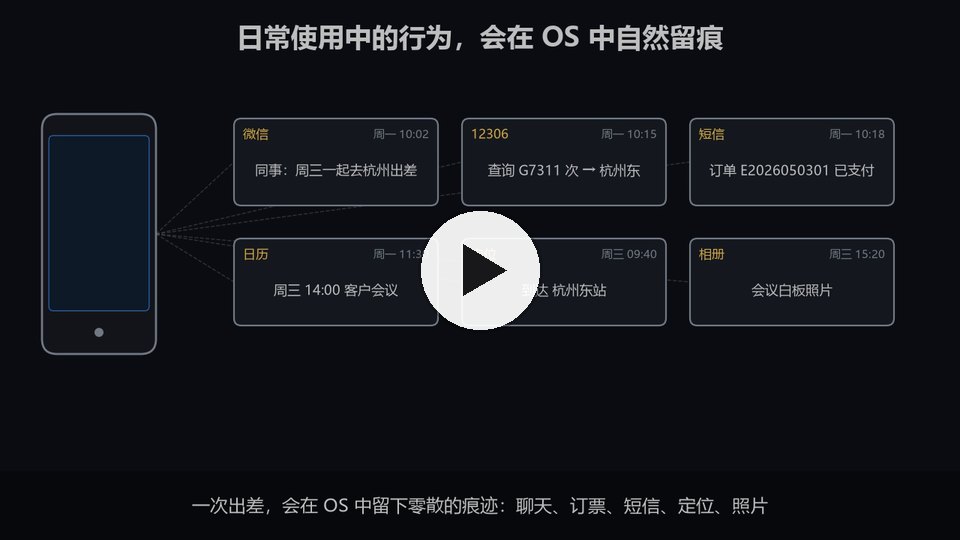 日常使用中的行为，会在 OS 中自然留痕
微信 周一 10:02
同事：周三一起去杭州出差
12306 周一 10:15
查询 G7311 次 → 杭州东
短信 周一 10:18
订单 E2026050301 已支付
日历 周一
周三 14:00 客户会议
周三 09:40
到达 杭州东站
相册 周三 15:20
会议白板照片
一次出差，会在 OS 中留下零散的痕迹：聊天、订票、短信、定位、照片